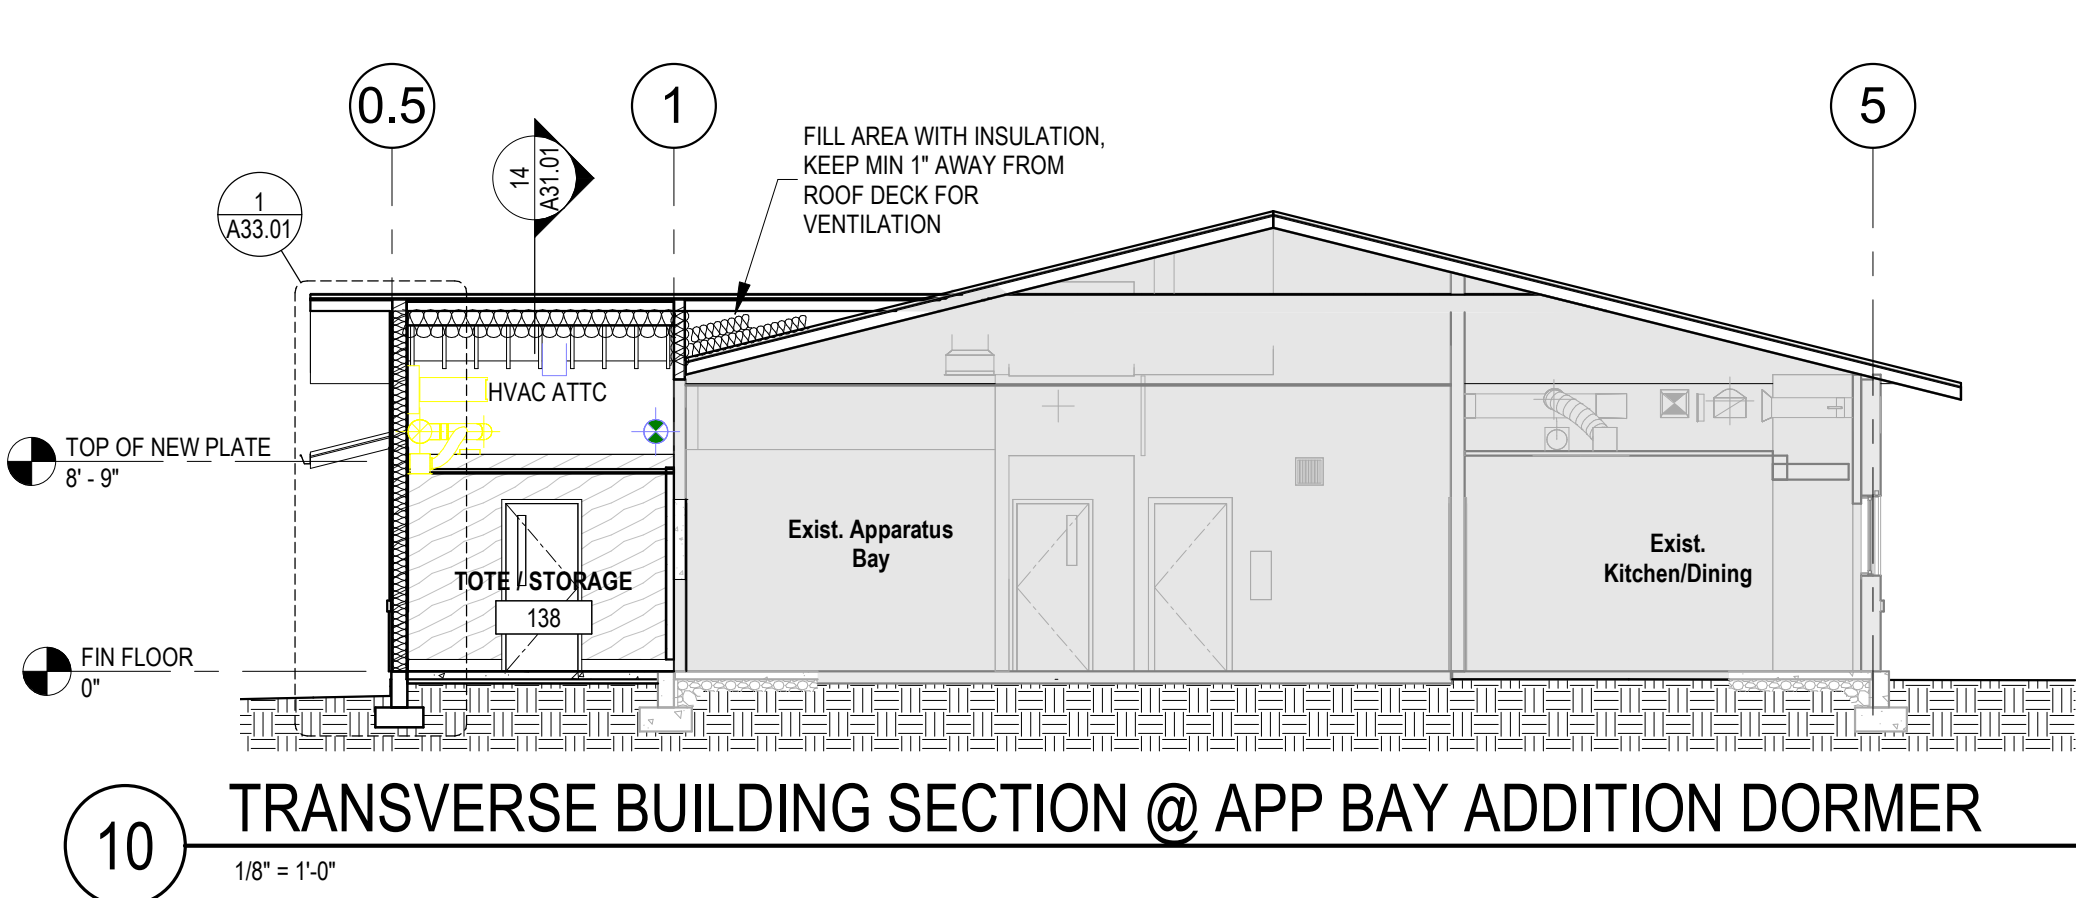 0.5
1
5
1
A33.01
14
A31.01
FILL AREA WITH INSULATION,
KEEP MIN 1" AWAY FROM
ROOF DECK FOR
VENTILATION
HVAC ATTC
TOP OF NEW PLATE
8' - 9"
Exist. Apparatus
Bay
Exist.
Kitchen/Dining
TOTE / STORAGE
138
FIN FLOOR
0"
10
TRANSVERSE BUILDING SECTION @ APP BAY ADDITION DORMER
1/8" = 1'-0"